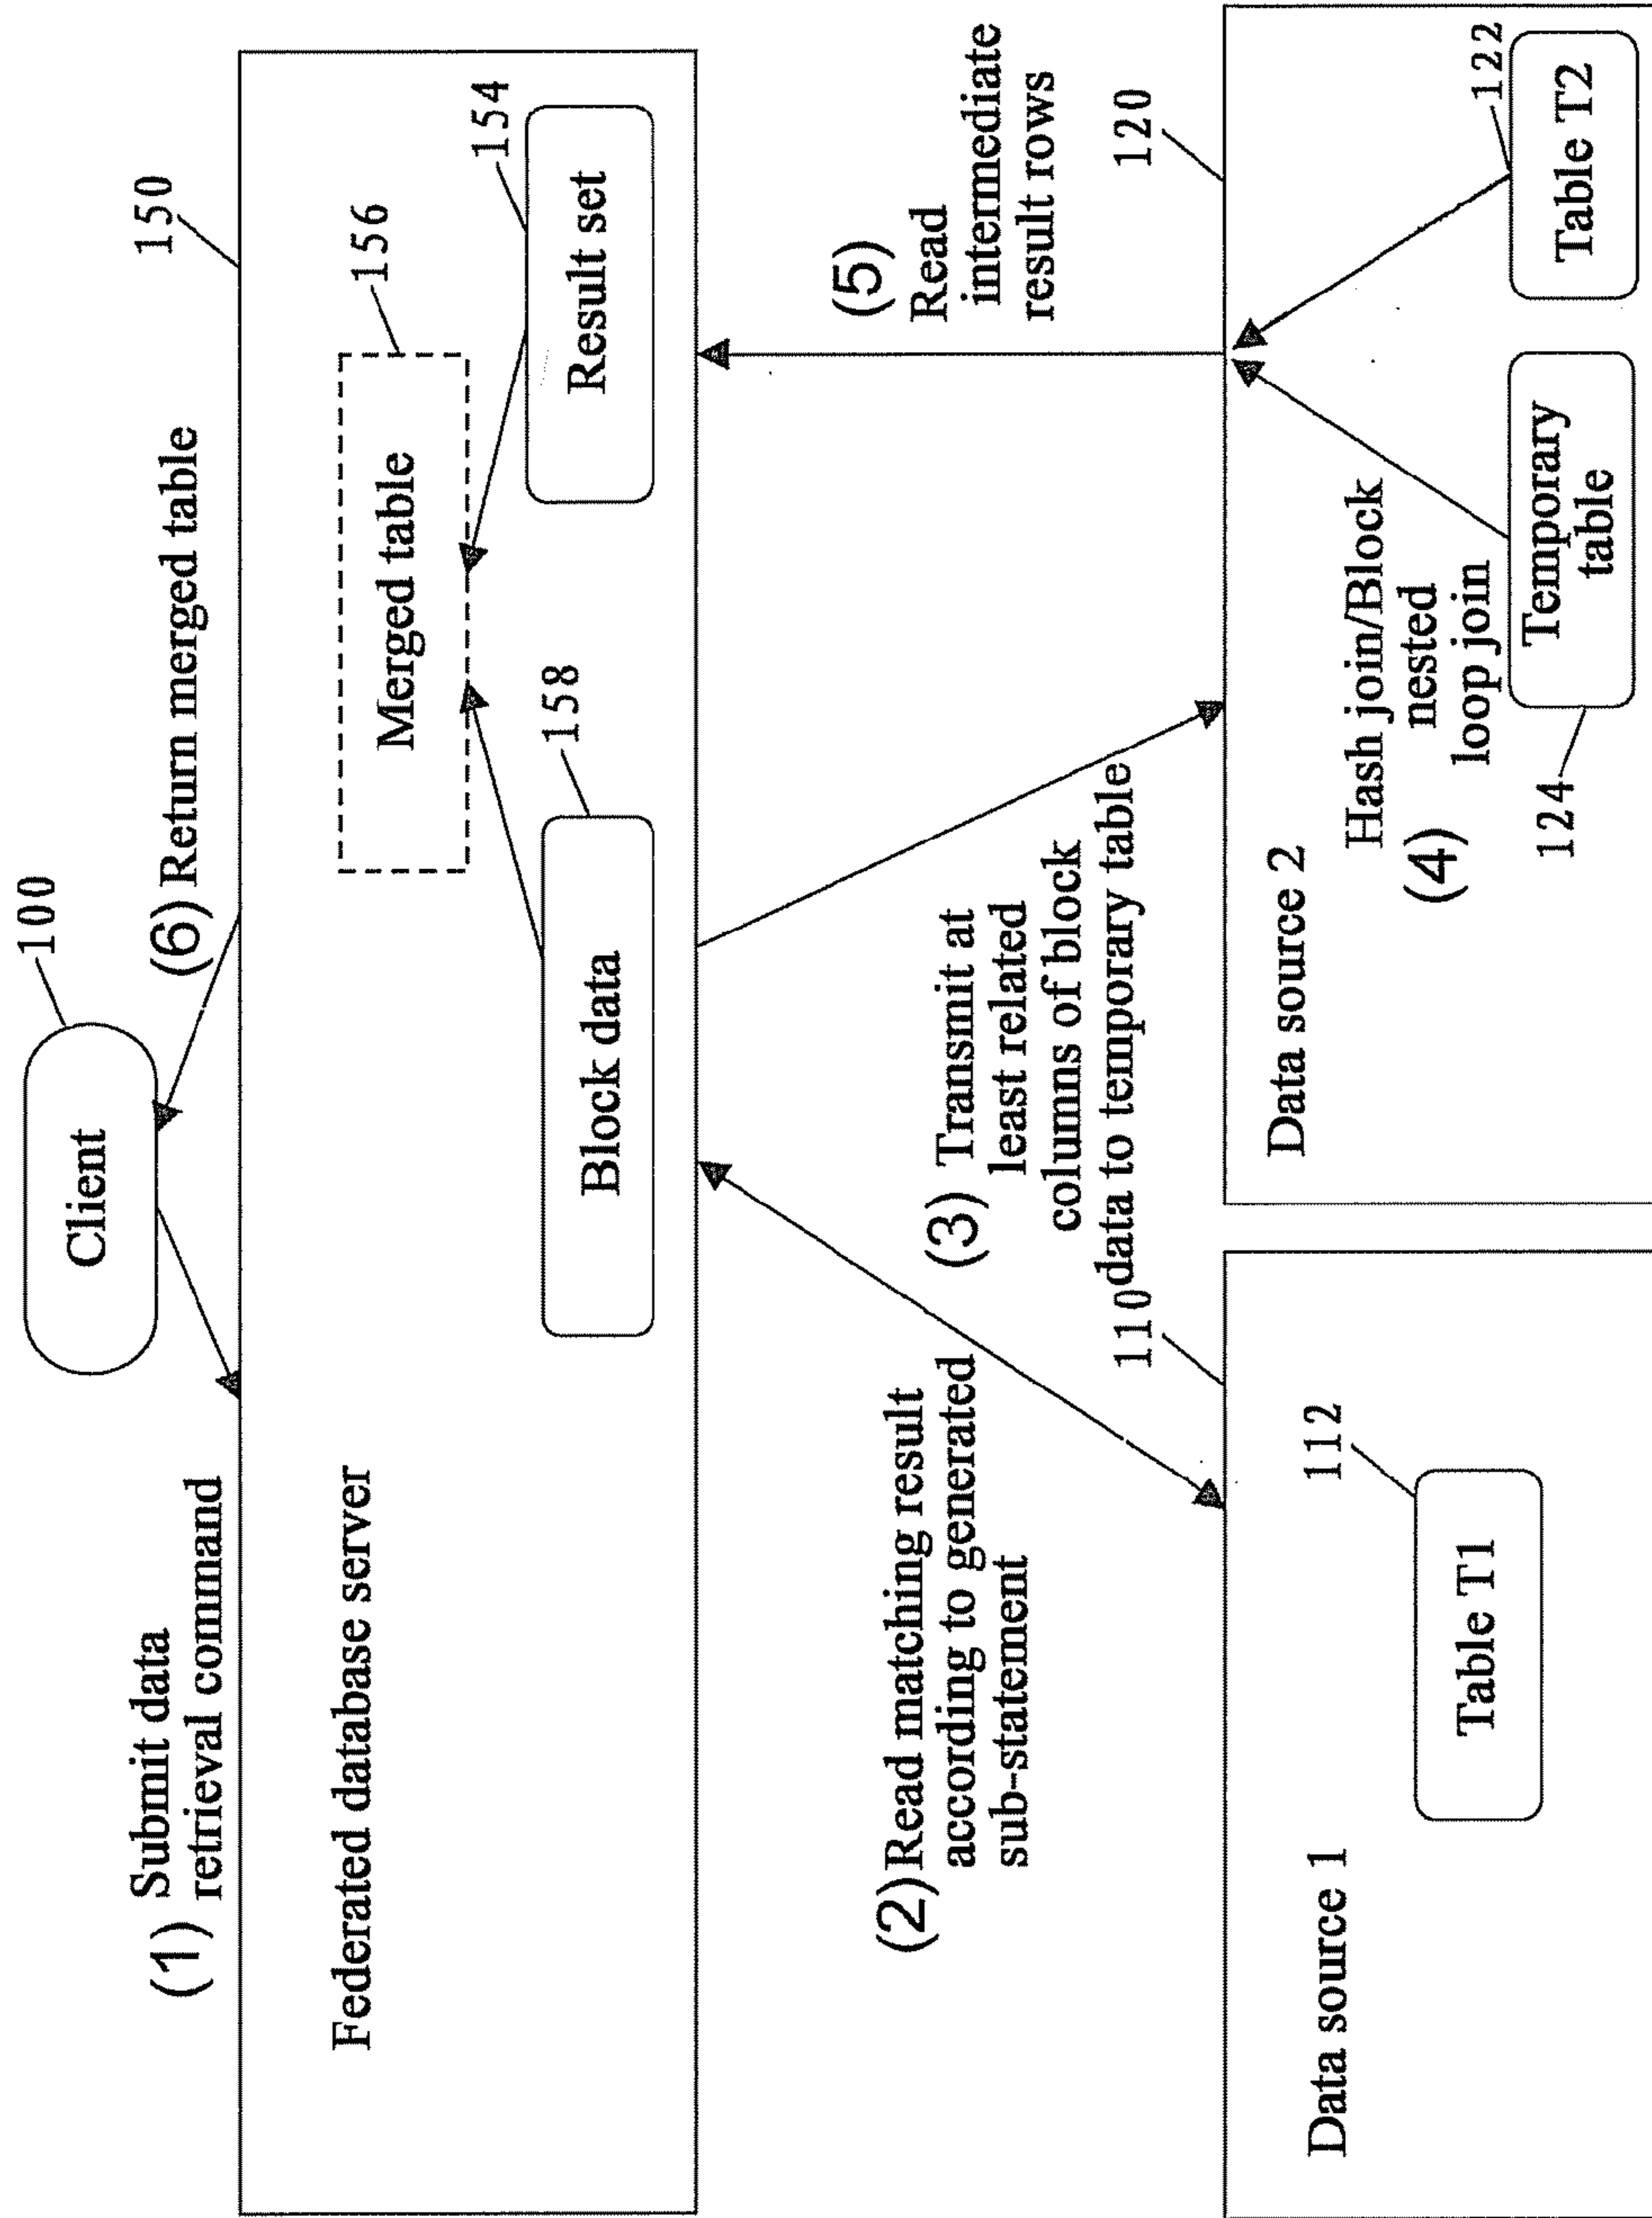 100
Client
(1) Submit data
retrieval command
(6) Return merged table
150
Federated database server
Merged table
156
154
Block data
158
Result set
(2) Read matching result
according to generated
sub-statement
(3) Transmit at
least related
columns of block
data to temporary table
(5)
Read
intermediate
result rows
110
120
Data source 1
112
Table T1
Data source 2
Hash join/Block
(4) nested
loop join
124
Temporary
table
122
Table T2